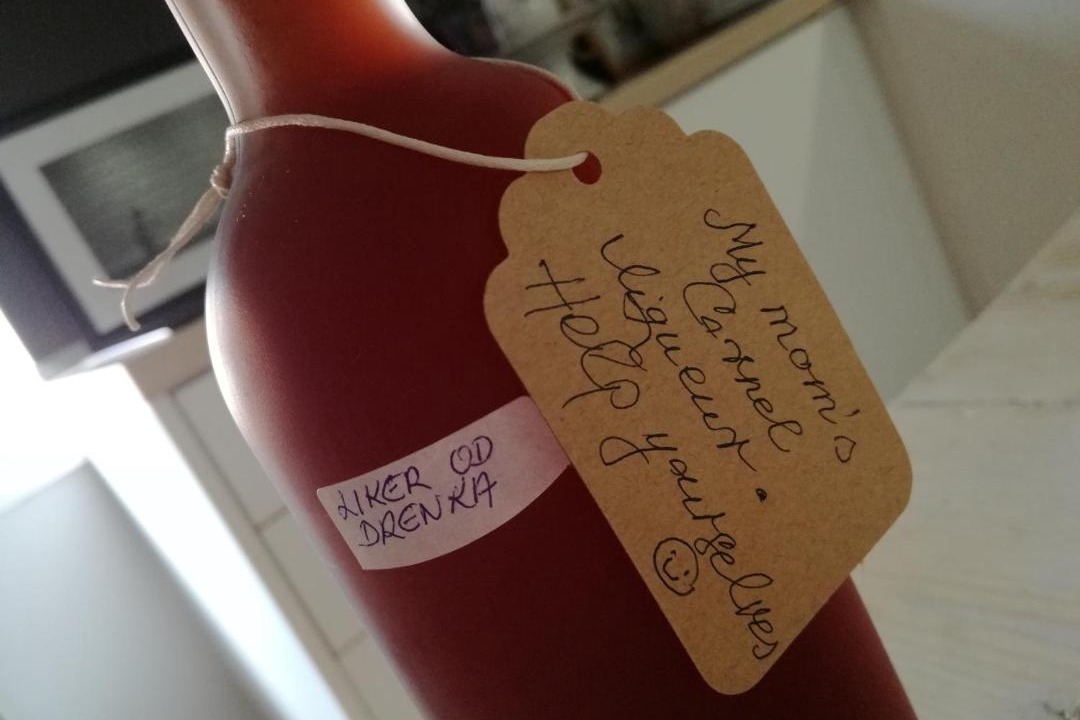 My mom's
Cornel
liqueur.
Help yourselves
LIKER OD
DRENKA